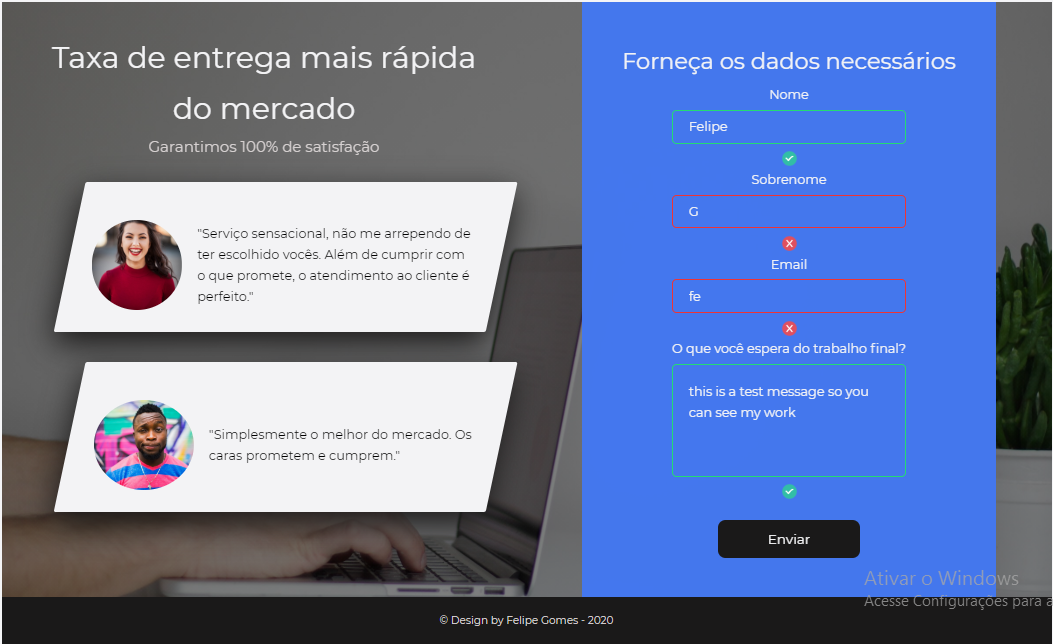 Taxa de entrega mais rápida
do mercado
Garantimos 100% de satisfação
"Serviço sensacional, não me arrependo de
ter escolhido vocês. Além de cumprir com
o que promete, o atendimento ao cliente é
perfeito."
"Simplesmente o melhor do mercado. Os
caras prometem e cumprem."
Forneça os dados necessários
Nome
Felipe
Sobrenome
G
Email
fe
O que você espera do trabalho final?
this is a test message so you
can see my work
Enviar
Ativar o Windows
Acesse Configurações para a
© Design by Felipe Gomes - 2020